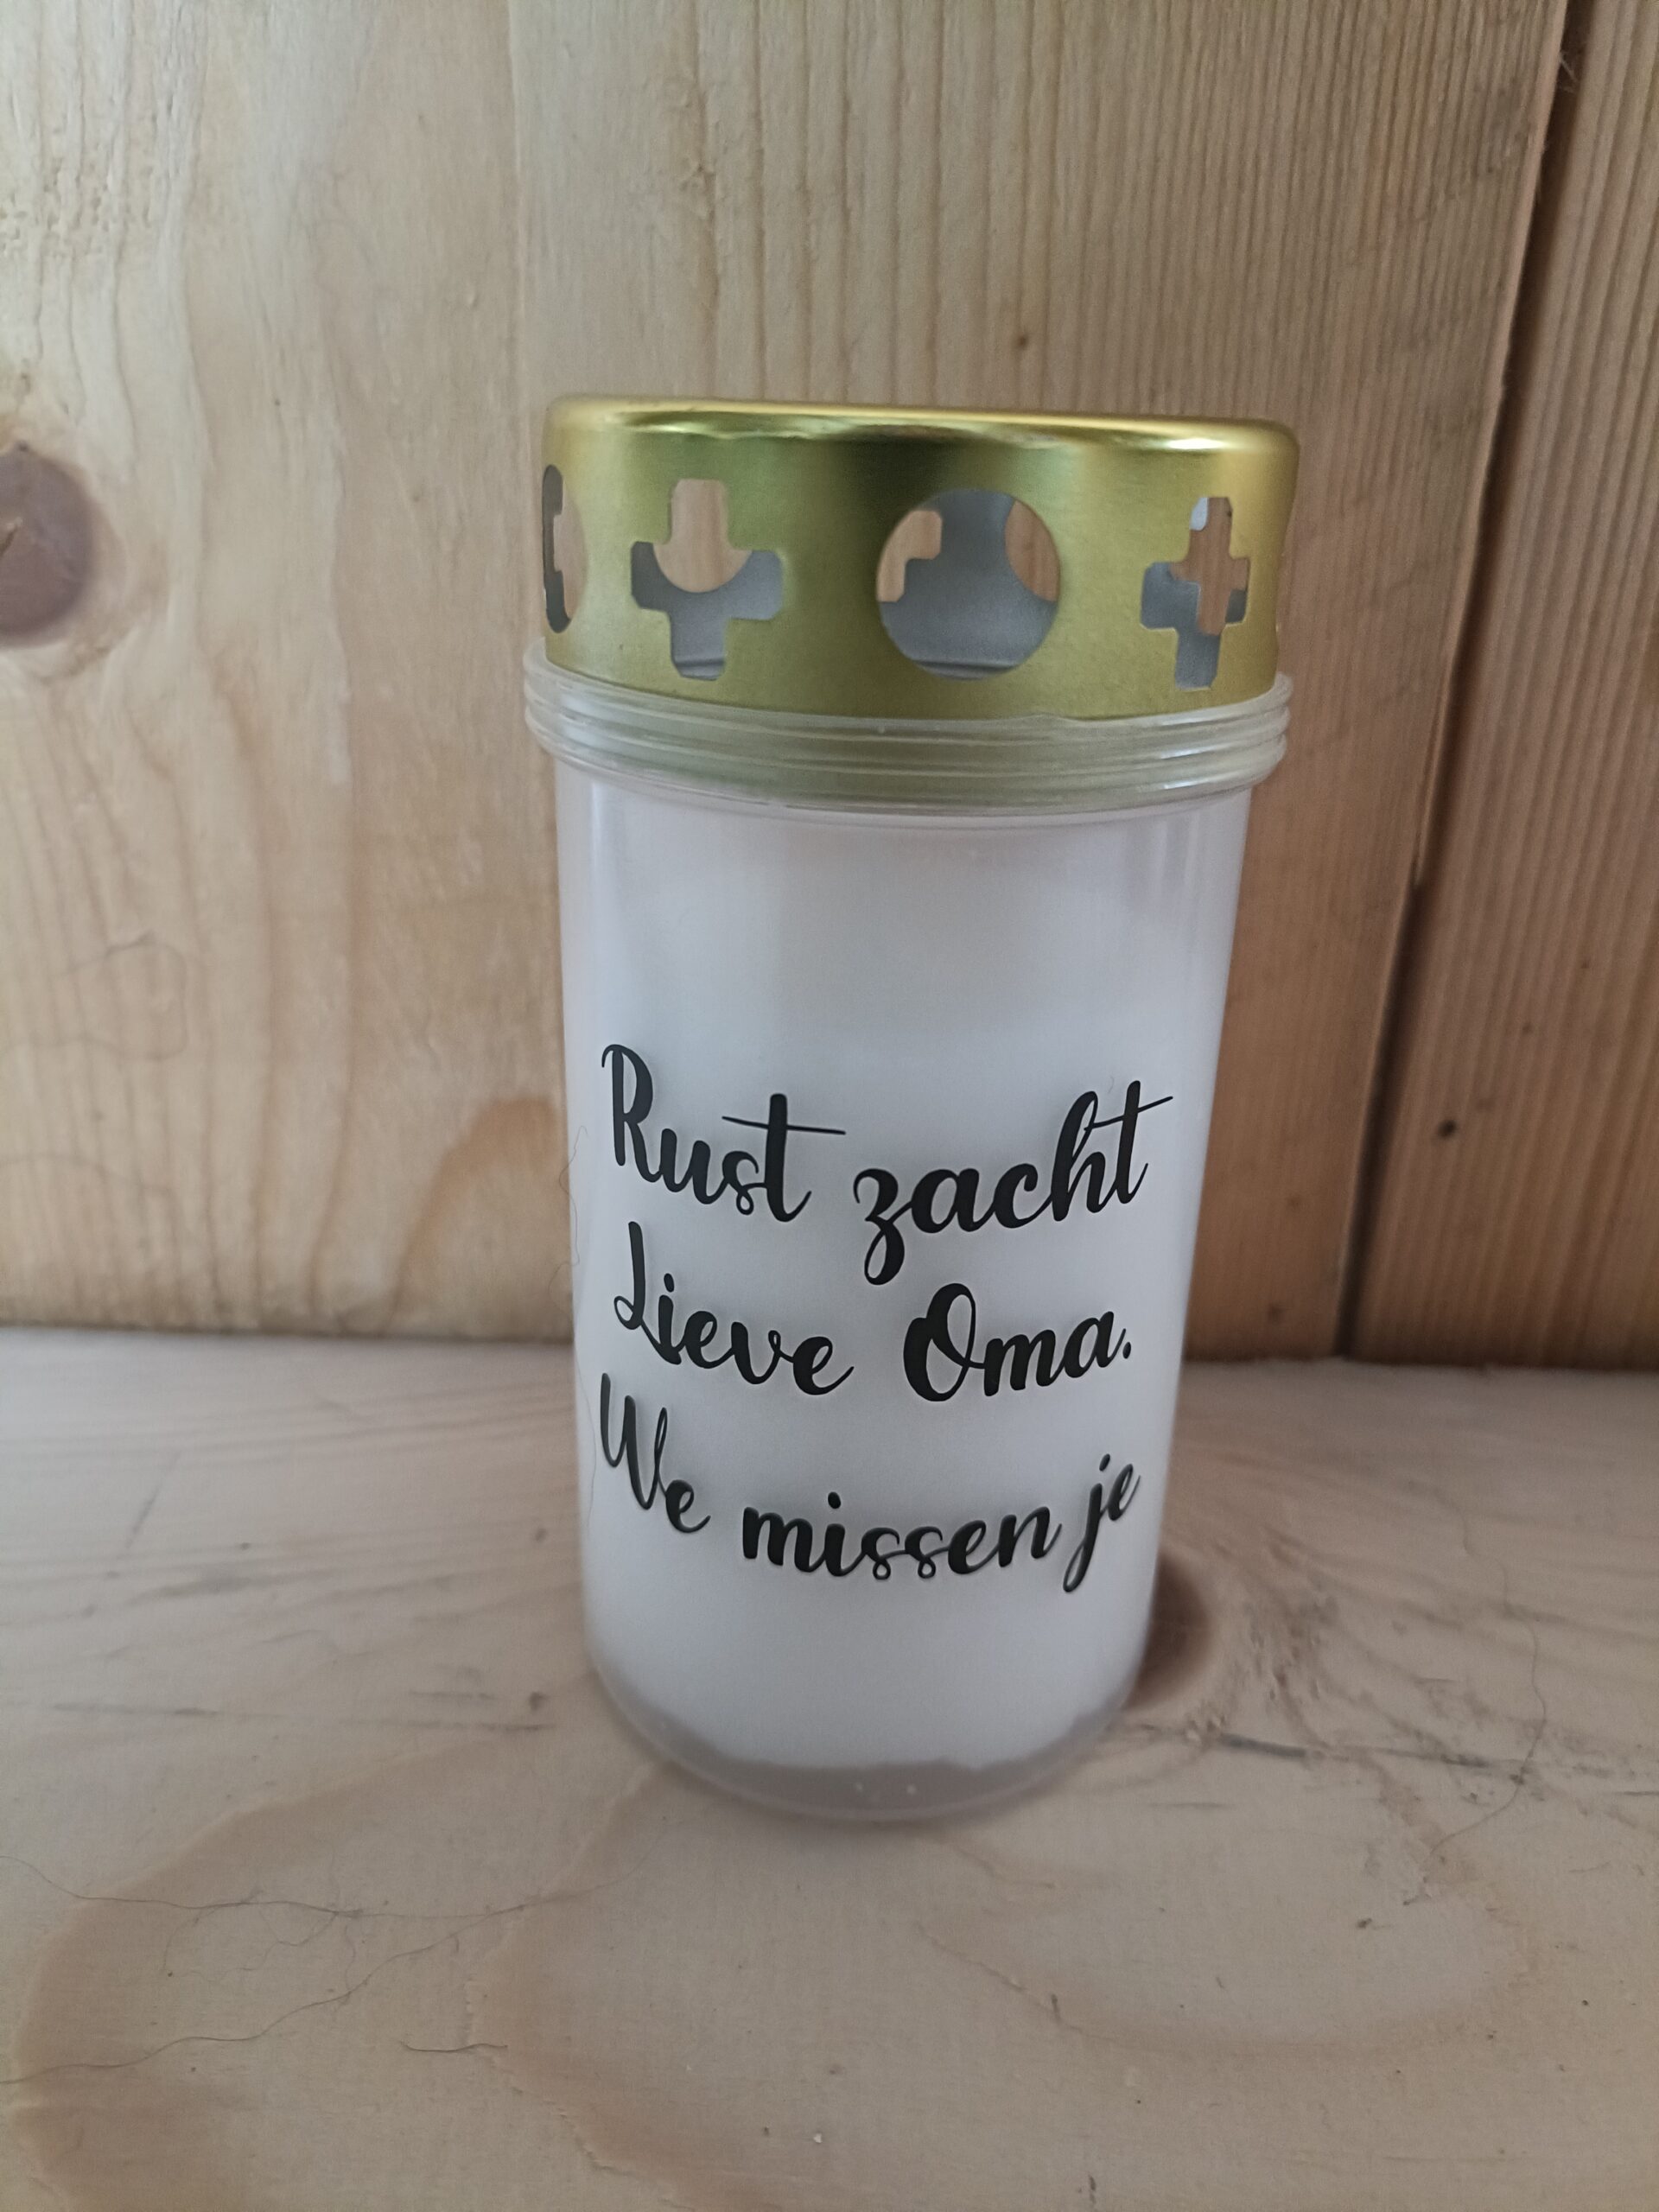 Rust zacht
Lieve Oma.
We missen je